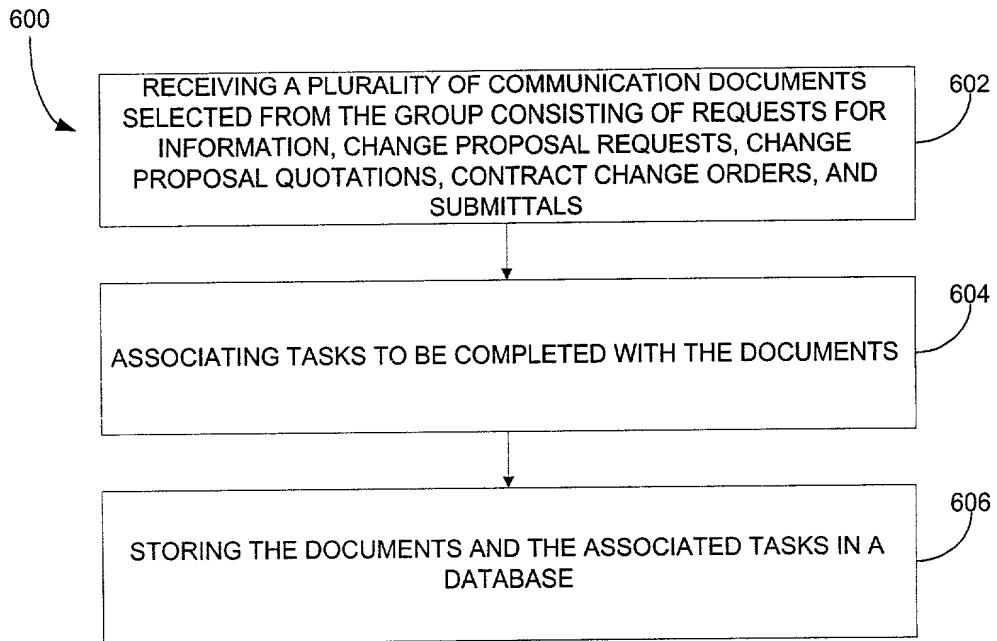 600
RECEIVING A PLURALITY OF COMMUNICATION DOCUMENTS
SELECTED FROM THE GROUP CONSISTING OF REQUESTS FOR
INFORMATION, CHANGE PROPOSAL REQUESTS, CHANGE
PROPOSAL QUOTATIONS, CONTRACT CHANGE ORDERS, AND
SUBMITTALS
602
ASSOCIATING TASKS TO BE COMPLETED WITH THE DOCUMENTS
604
STORING THE DOCUMENTS AND THE ASSOCIATED TASKS IN A
DATABASE
606